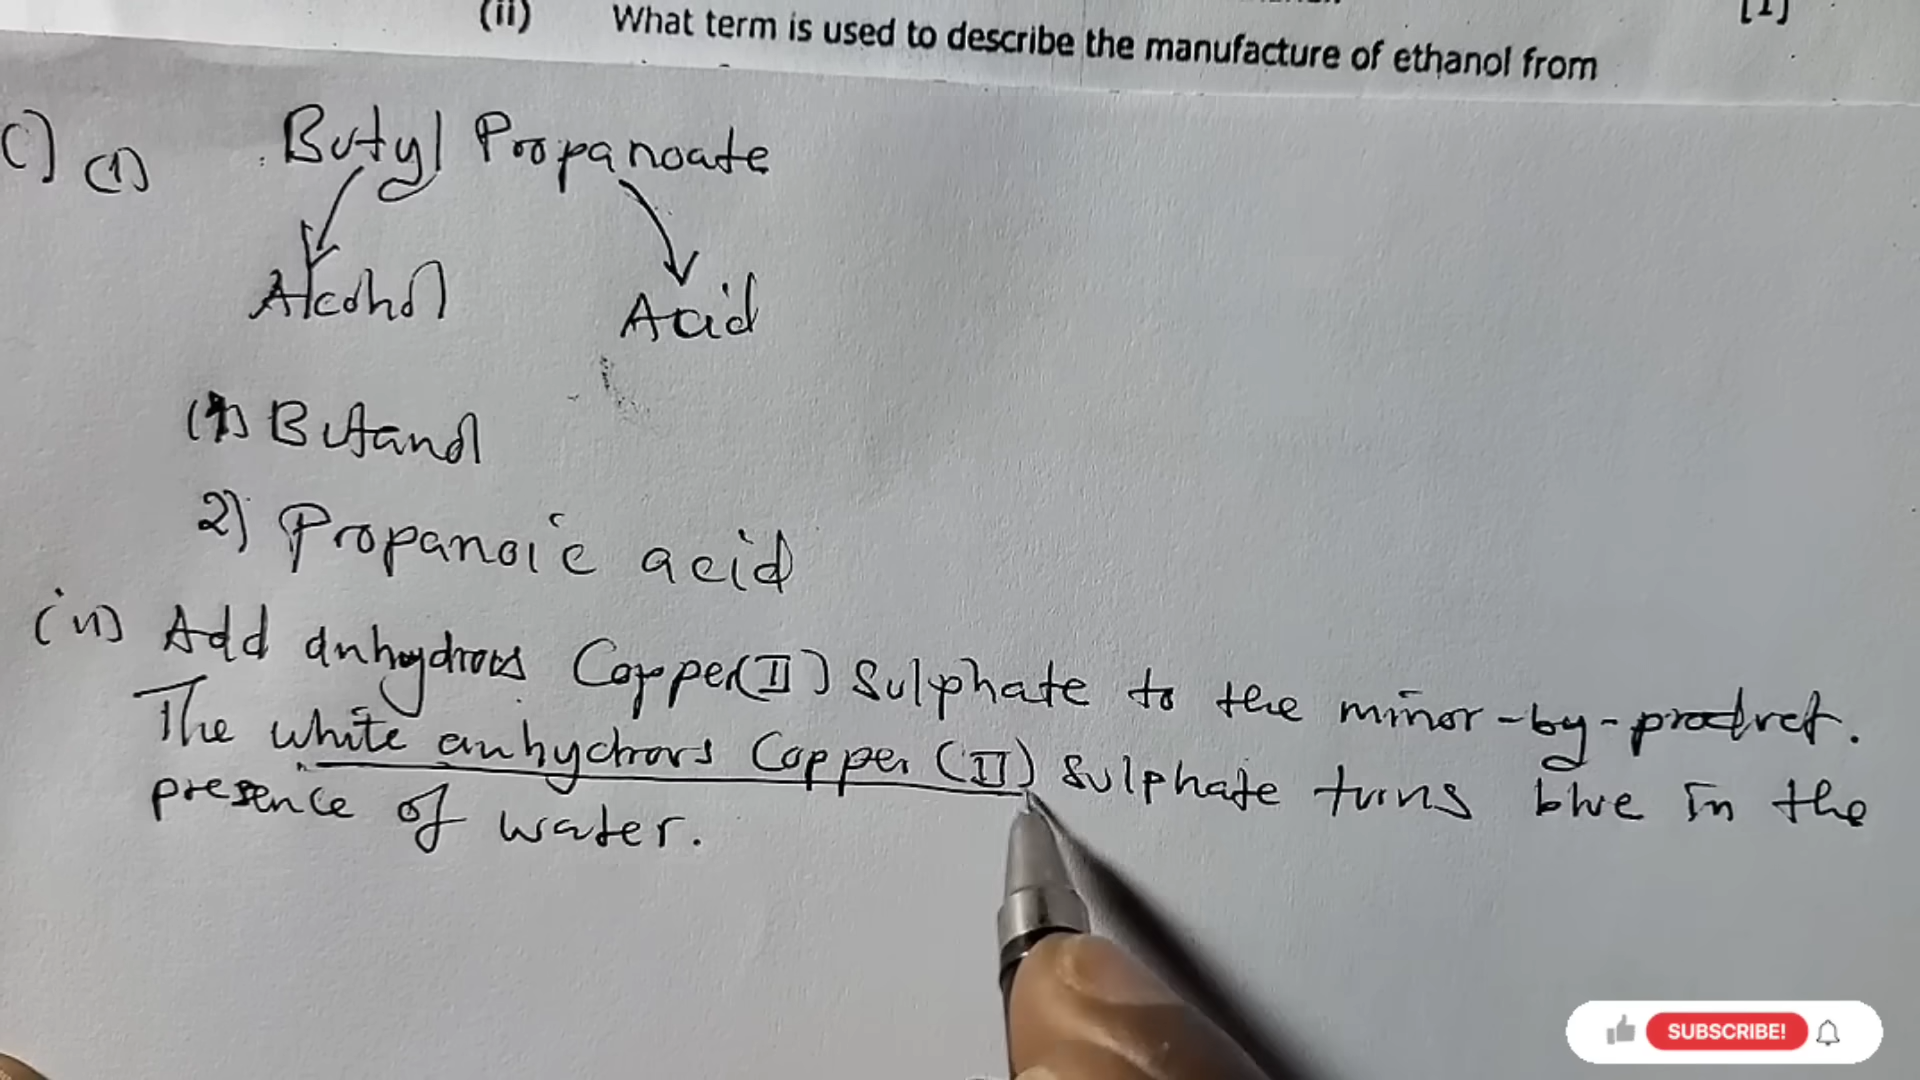 (ii) What term is used to describe the manufacture of ethanol from
[1]
c) (1) Butyl Propanoate
Alcohol Acid
(1) Butanol
2) Propanoic acid
(ii) Add anhydrous Copper(II) Sulphate to the minor-by-product.
The white anhydrous Copper (II) Sulphate turns blue in the
presence of water.
SUBSCRIBE!